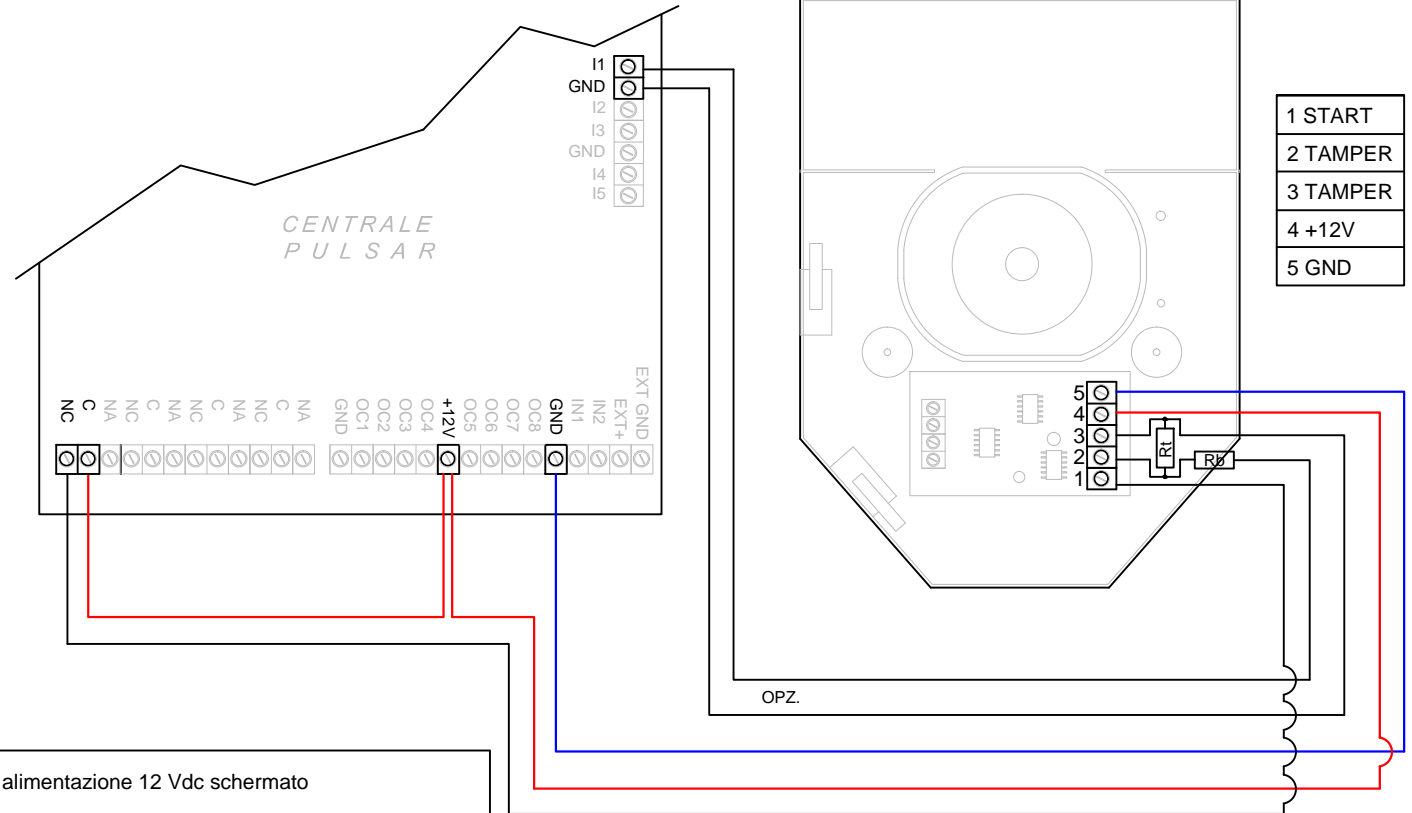 I1
GND
I2
I3
GND
I4
I5
CENTRALE
PULSAR
NC C NA NC C NA NC C NA NC C NA GND OC1 OC2 OC3 OC4 +12V OC5 OC6 OC7 OC8 GND IN1 IN2 EXT+ EXT GND
1 START
2 TAMPER
3 TAMPER
4 +12V
5 GND
5
4
3
2
1
Rt
Rb
OPZ.
alimentazione 12 Vdc schermato